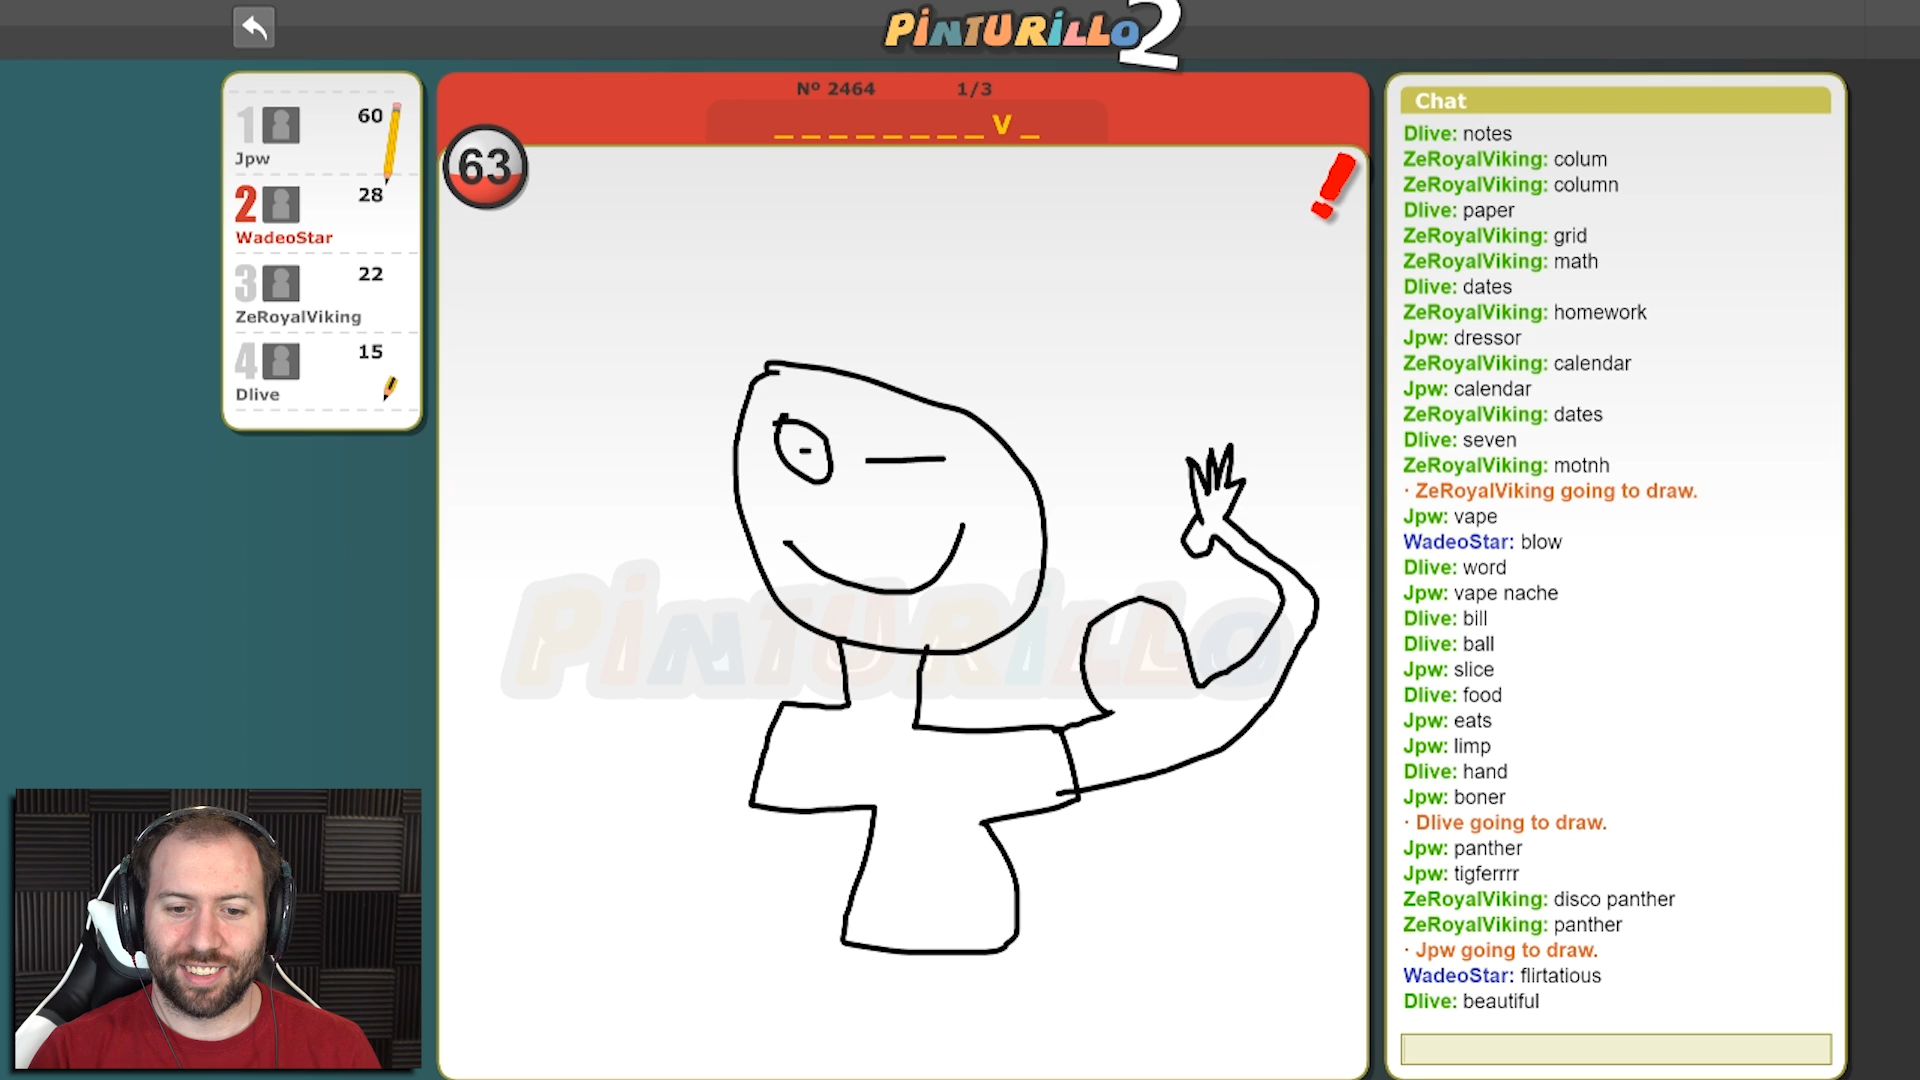 PINTURILLO 2
1
60
Jpw
2
28
WadeoStar
3
22
ZeRoyalViking
4
15
Dlive
Nº 2464 1/3
_ _ _ _ _ _ _ _ V _
63
PINTURILLO
Chat
Dlive: notes
ZeRoyalViking: colum
ZeRoyalViking: column
Dlive: paper
ZeRoyalViking: grid
ZeRoyalViking: math
Dlive: dates
ZeRoyalViking: homework
Jpw: dressor
ZeRoyalViking: calendar
Jpw: calendar
ZeRoyalViking: dates
Dlive: seven
ZeRoyalViking: motnh
· ZeRoyalViking going to draw.
Jpw: vape
WadeoStar: blow
Dlive: word
Jpw: vape nache
Dlive: bill
Dlive: ball
Jpw: slice
Dlive: food
Jpw: eats
Jpw: limp
Dlive: hand
Jpw: boner
· Dlive going to draw.
Jpw: panther
Jpw: tigferrrr
ZeRoyalViking: disco panther
ZeRoyalViking: panther
· Jpw going to draw.
WadeoStar: flirtatious
Dlive: beautiful